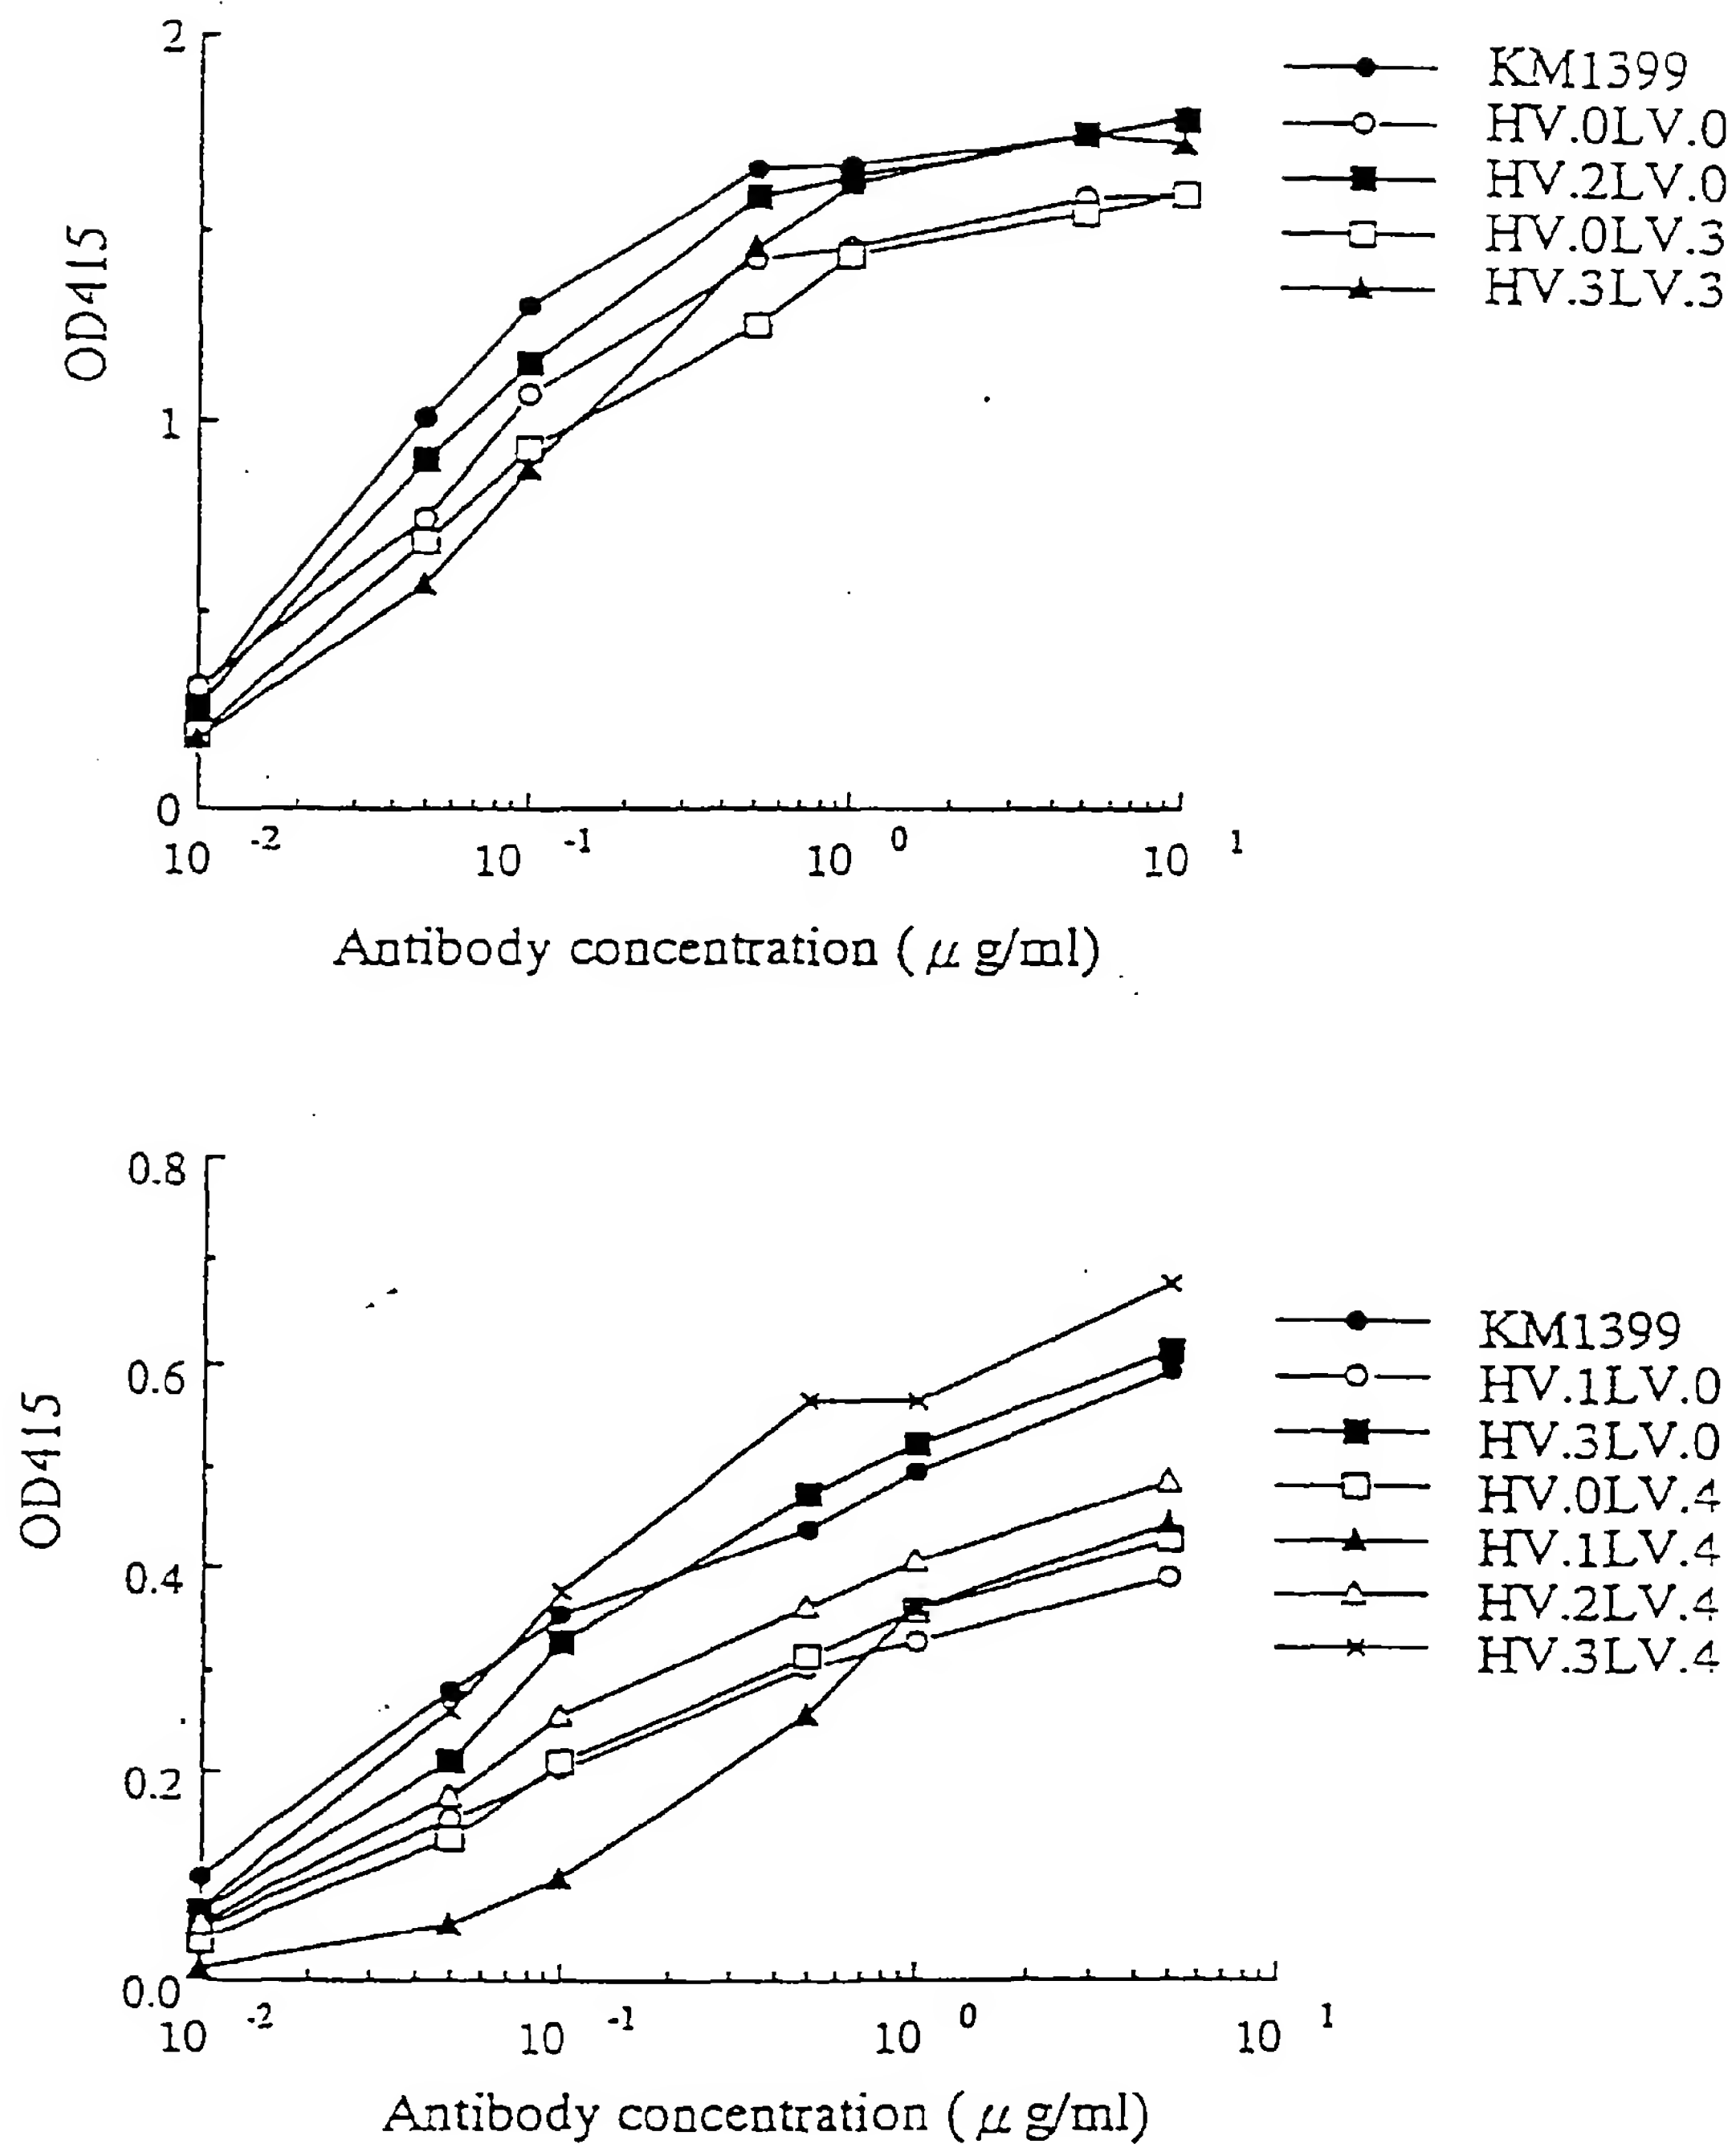 2
1
0
OD415
10 -2
10 -1
10 0
10 1
Antibody concentration ( μ g/ml)
KM1399
HV.0LV.0
HV.2LV.0
HV.0LV.3
HV.3LV.3
0.8
0.6
0.4
0.2
0.0
OD415
10 -2
10 -1
10 0
10 1
Antibody concentration ( μ g/ml)
KM1399
HV.1LV.0
HV.3LV.0
HV.0LV.4
HV.1LV.4
HV.2LV.4
HV.3LV.4